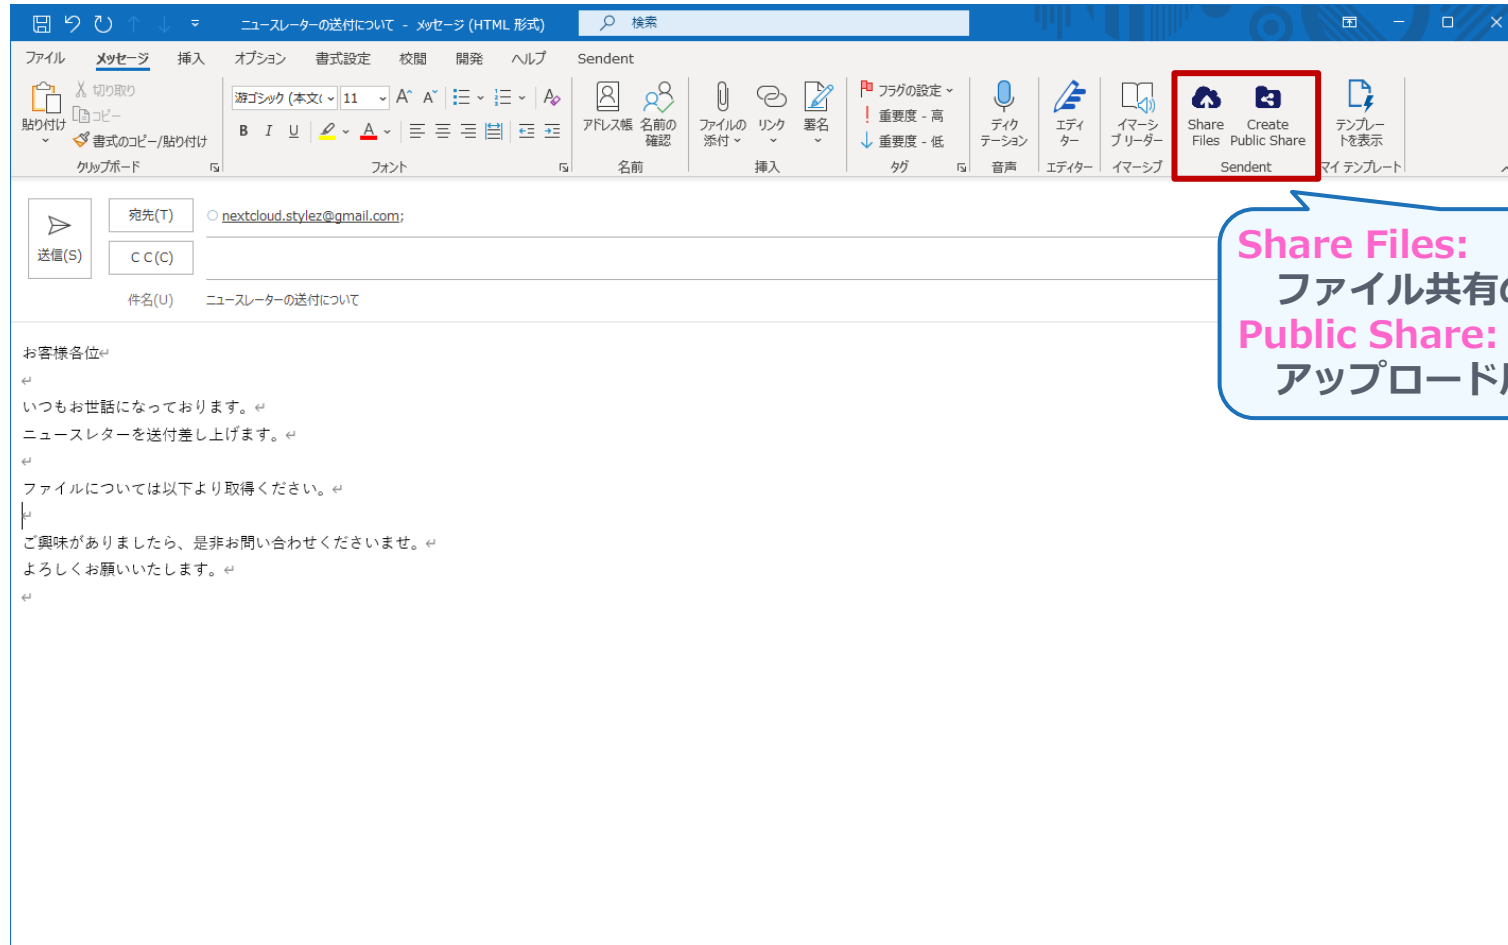 ニュースレーターの送付について - メッセージ (HTML 形式)
検索
ファイル メッセージ 挿入 オプション 書式設定 校閲 開発 ヘルプ Sendent
貼り付け
切り取り
コピー
書式のコピー/貼り付け
クリップボード
游ゴシック (本文( 11
B I U
フォント
アドレス帳
名前の
確認
名前
ファイルの
添付
リンク
署名
挿入
フラグの設定
重要度 - 高
重要度 - 低
タグ
ディク
テーション
音声
エディ
ター
エディター
イマーシ
ブ リーダー
イマーシブ
Share
Files
Create
Public Share
Sendent
テンプレー
トを表示
マイ テンプレート
送信(S)
宛先(T) nextcloud.stylez@gmail.com;
C C (C)
件名(U) ニュースレーターの送付について
Share Files:
ファイル共有
Public Share:
アップロード
お客様各位
いつもお世話になっております。
ニュースレターを送付差し上げます。
ファイルについては以下より取得ください。
ご興味がありましたら、是非お問い合わせくださいませ。
よろしくお願いいたします。